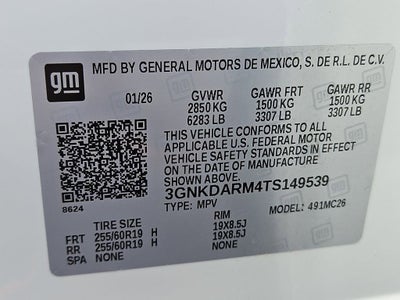 gm
MFD BY GENERAL MOTORS DE MEXICO, S. DE R.L. DE C.V.
01/26 GVWR GAWR FRT GAWR RR
2850 KG 1500 KG 1500 KG
6283 LB 3307 LB 3307 LB
THIS VEHICLE CONFORMS TO ALL
APPLICABLE U.S. FEDERAL MOTOR
VEHICLE SAFETY AND THEFT
PREVENTION STANDARDS IN EFFECT
ON THE DATE OF MANUFACTURE
SHOWN ABOVE.
3GNKDARM4TS149539
8624
TYPE: MPV MODEL: 491MC26
TIRE SIZE RIM
FRT 255/60R19 H 19X8.5J
RR 255/60R19 H 19X8.5J
SPA NONE NONE